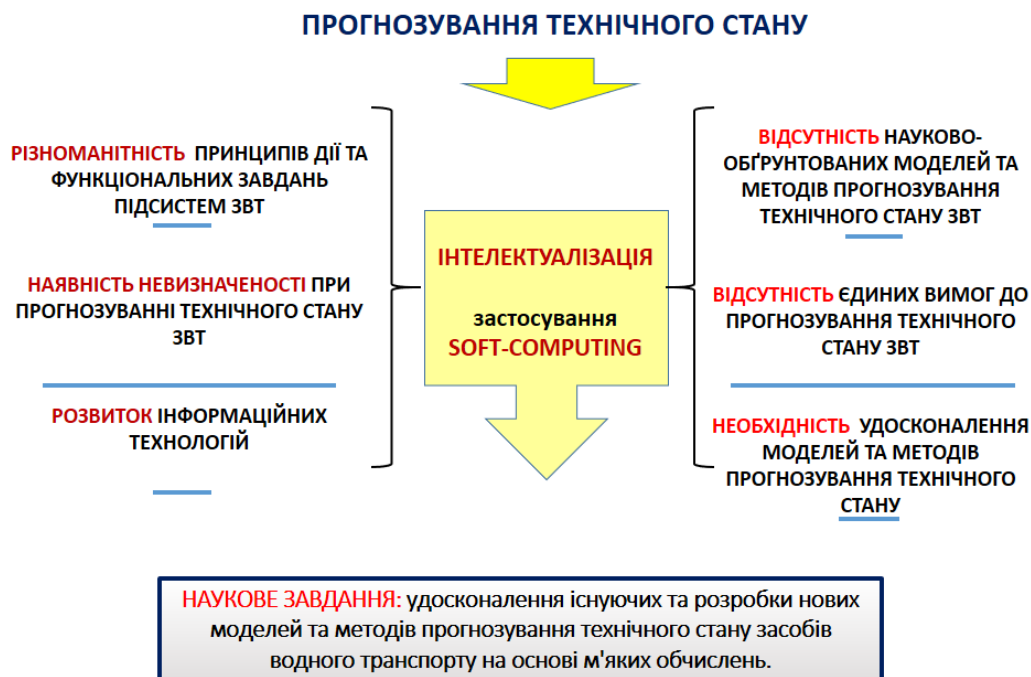 ПРОГНОЗУВАННЯ ТЕХНІЧНОГО СТАНУ
РІЗНОМАНІТНІСТЬ ПРИНЦИПІВ ДІЇ ТА
ФУНКЦІОНАЛЬНИХ ЗАВДАНЬ
ПІДСИСТЕМ ЗВТ
НАЯВНІСТЬ НЕВИЗНАЧЕНОСТІ ПРИ
ПРОГНОЗУВАННІ ТЕХНІЧНОГО СТАНУ
ЗВТ
РОЗВИТОК ІНФОРМАЦІЙНИХ
ТЕХНОЛОГІЙ
ІНТЕЛЕКТУАЛІЗАЦІЯ
застосування
SOFT-COMPUTING
ВІДСУТНІСТЬ НАУКОВО-
ОБҐРУНТОВАНИХ МОДЕЛЕЙ ТА
МЕТОДІВ ПРОГНОЗУВАННЯ
ТЕХНІЧНОГО СТАНУ ЗВТ
ВІДСУТНІСТЬ ЄДИНИХ ВИМОГ ДО
ПРОГНОЗУВАННЯ ТЕХНІЧНОГО
СТАНУ ЗВТ
НЕОБХІДНІСТЬ УДОСКОНАЛЕННЯ
МОДЕЛЕЙ ТА МЕТОДІВ
ПРОГНОЗУВАННЯ ТЕХНІЧНОГО
СТАНУ
НАУКОВЕ ЗАВДАННЯ: удосконалення існуючих та розробки нових
моделей та методів прогнозування технічного стану засобів
водного транспорту на основі м'яких обчислень.